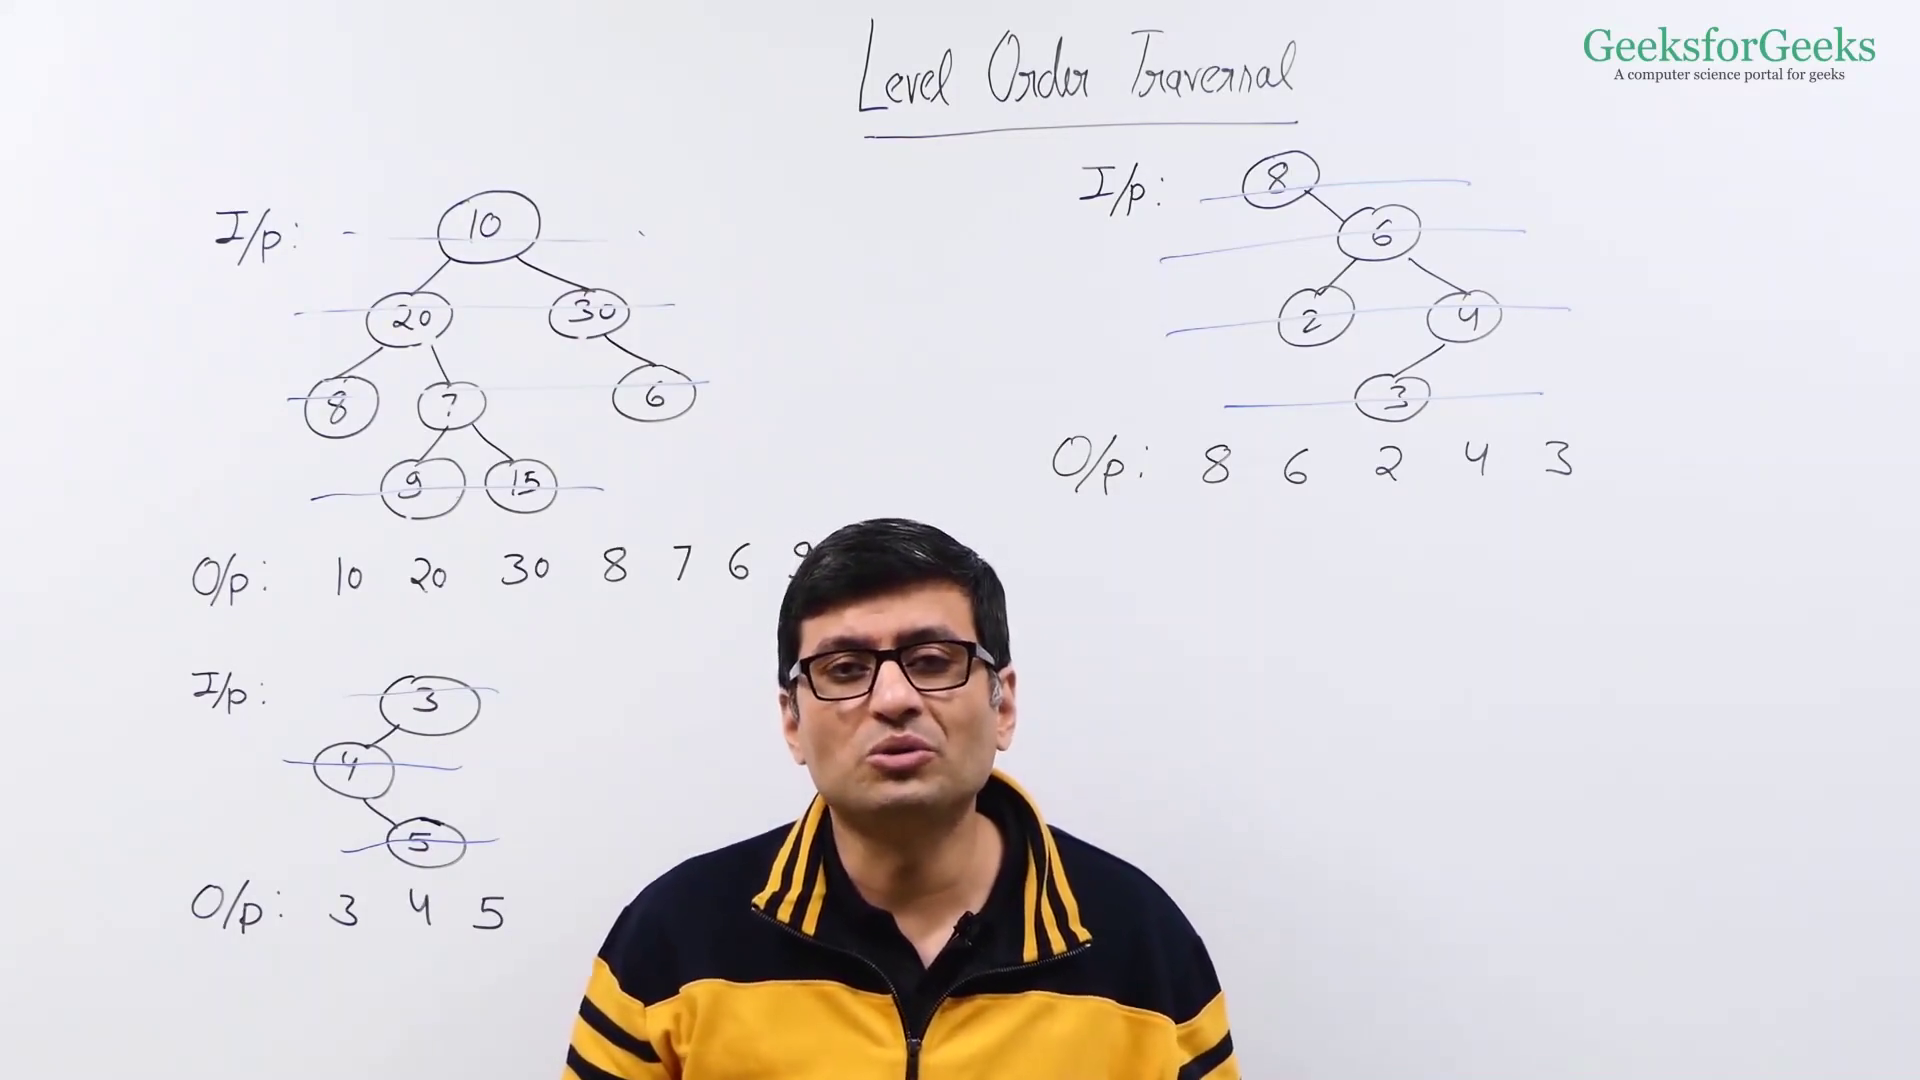 Level Order Traversal
GeeksforGeeks
A computer science portal for geeks
I/p:
10
20 30
8 7 6
9 15
O/p: 10 20 30 8 7 6 9
I/p:
3
4
5
O/p: 3 4 5
I/p:
8
6
2 4
3
O/p: 8 6 2 4 3